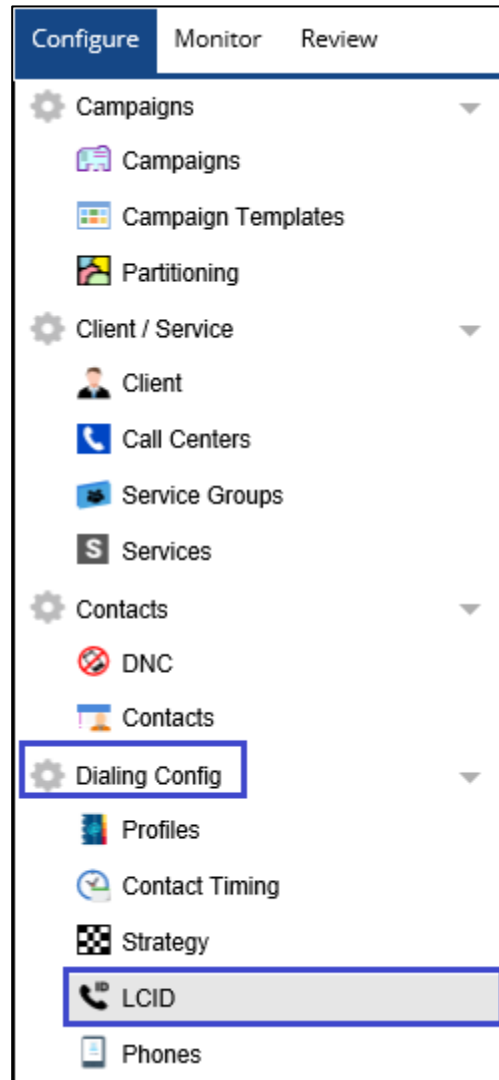 Configure Monitor Review
Campaigns
Campaigns
Campaign Templates
Partitioning
Client / Service
Client
Call Centers
Service Groups
S Services
Contacts
DNC
Contacts
Dialing Config
Profiles
Contact Timing
Strategy
ID LCID
Phones